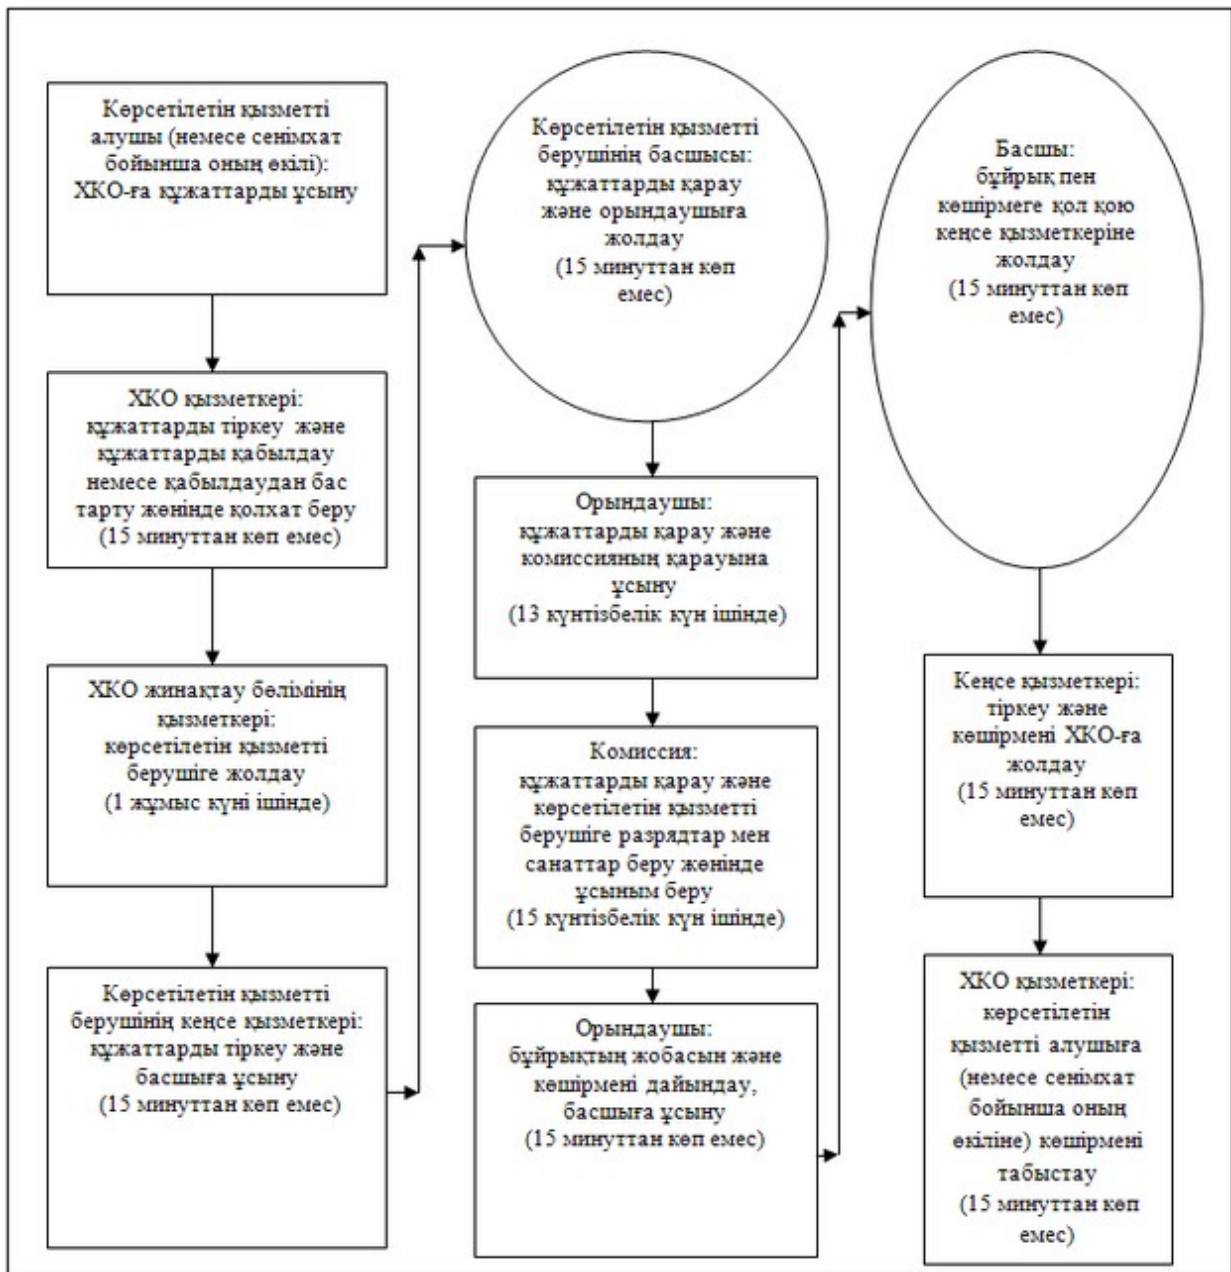 Көрсетілетін қызметті
алушы (немесе сенімхат
бойынша оның өкілі):
ХКО-ға құжаттарды ұсыну
ХКО қызметкері:
құжаттарды тіркеу және
құжаттарды қабылдау
немесе қабылдаудан бас
тарту жөнінде қолхат беру
(15 минуттан көп емес)
ХКО жинақтау бөлімінің
қызметкері:
көрсетілетін қызметті
берушіге жолдау
(1 жұмыс күні ішінде)
Көрсетілетін қызметті
берушінің кеңсе қызметкері:
құжаттарды тіркеу және
басшыға ұсыну
(15 минуттан көп емес)
Көрсетілетін қызметті
берушінің басшысы:
құжаттарды қарау
және орындаушыға
жолдау
(15 минуттан көп
емес)
Орындаушы:
құжаттарды қарау және
комиссияның қарауына
ұсыну
(13 күнтізбелік күн ішінде)
Комиссия:
құжаттарды қарау және
көрсетілетін қызметті
берушіге разрядтар мен
санаттар беру жөнінде
ұсыным беру
(15 күнтізбелік күн ішінде)
Орындаушы:
бұйрықтың жобасын және
көшірмені дайындау,
басшыға ұсыну
(15 минуттан көп емес)
Басшы:
бұйрық пен
көшірмеге қол қою
кеңсе қызметкеріне
жолдау
(15 минуттан көп
емес)
Кеңсе қызметкері:
тіркеу және
көшірмені ХКО-ға
жолдау
(15 минуттан көп
емес)
ХКО қызметкері:
көрсетілетін
қызметті алушыға
(немесе сенімхат
бойынша оның
өкіліне) көшірмені
табыстау
(15 минуттан көп
емес)